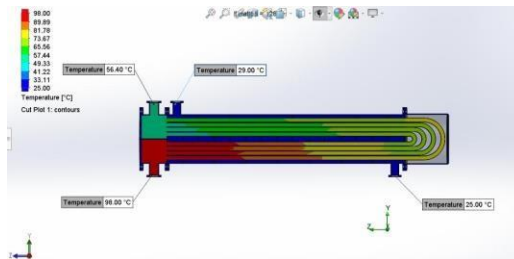 98.00
89.89
81.78
73.67
65.56
57.44
49.33
41.22
33.11
25.00
Temperature [°C]
Cut Plot 1: contours
Temperature 56.40 °C
Temperature 29.00 °C
Temperature 98.00 °C
Temperature 25.00 °C
Y
Z
Y
Z